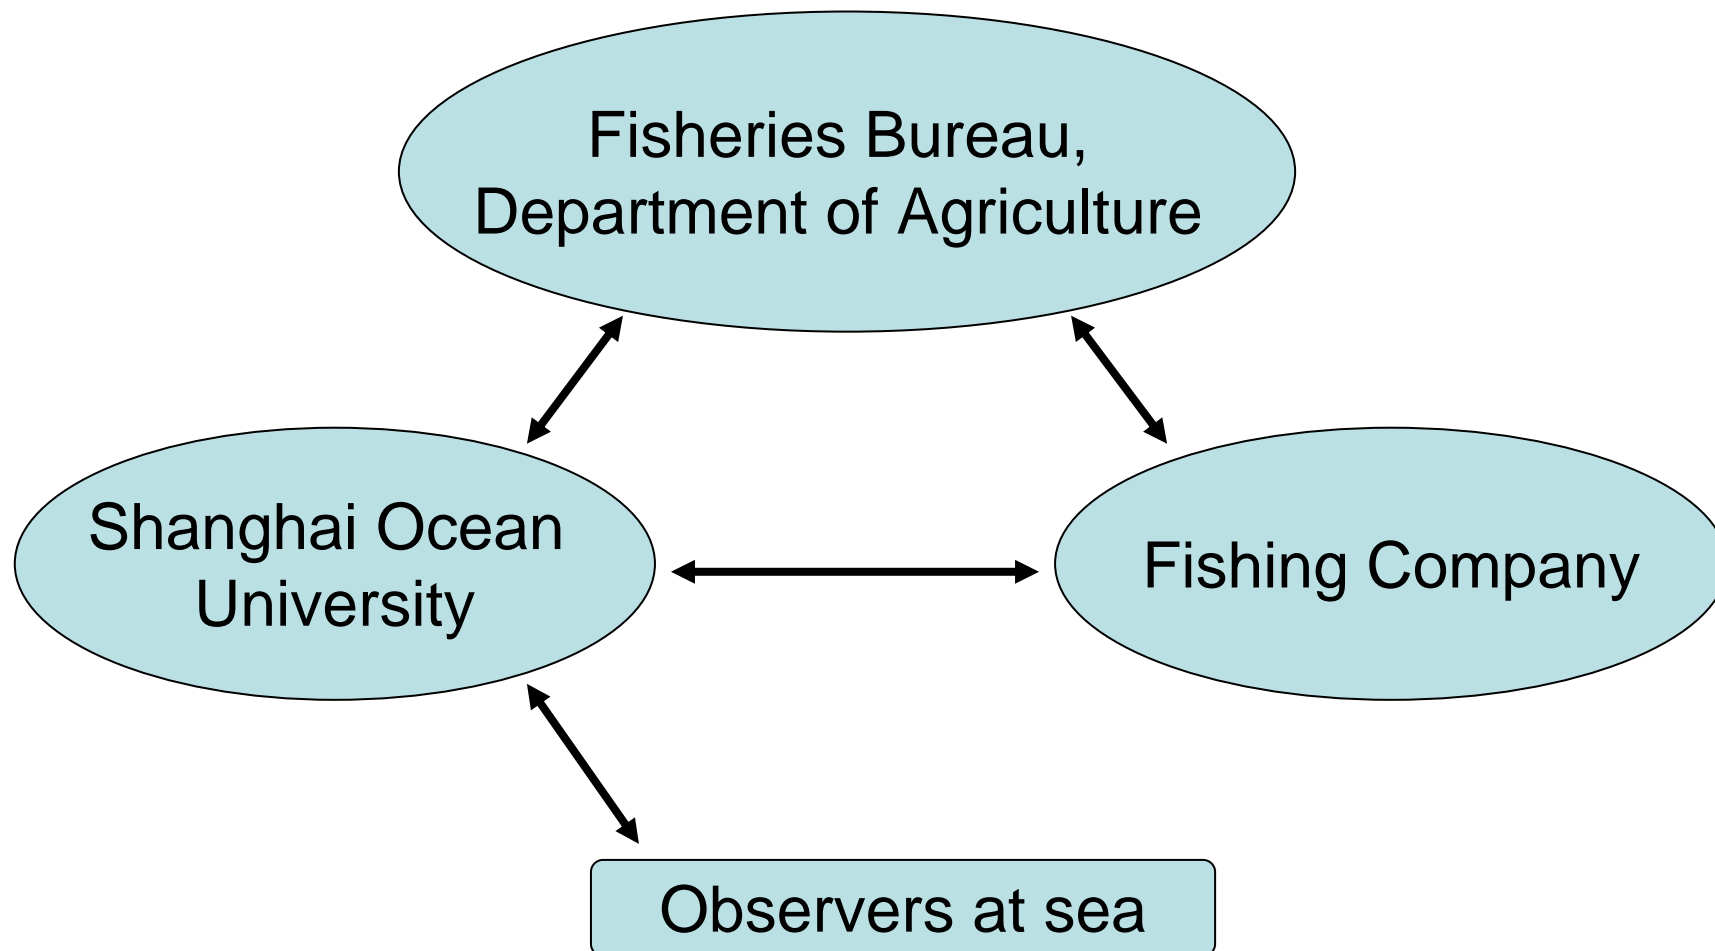 Fisheries Bureau,
Department of Agriculture
Shanghai Ocean
University
Fishing Company
Observers at sea